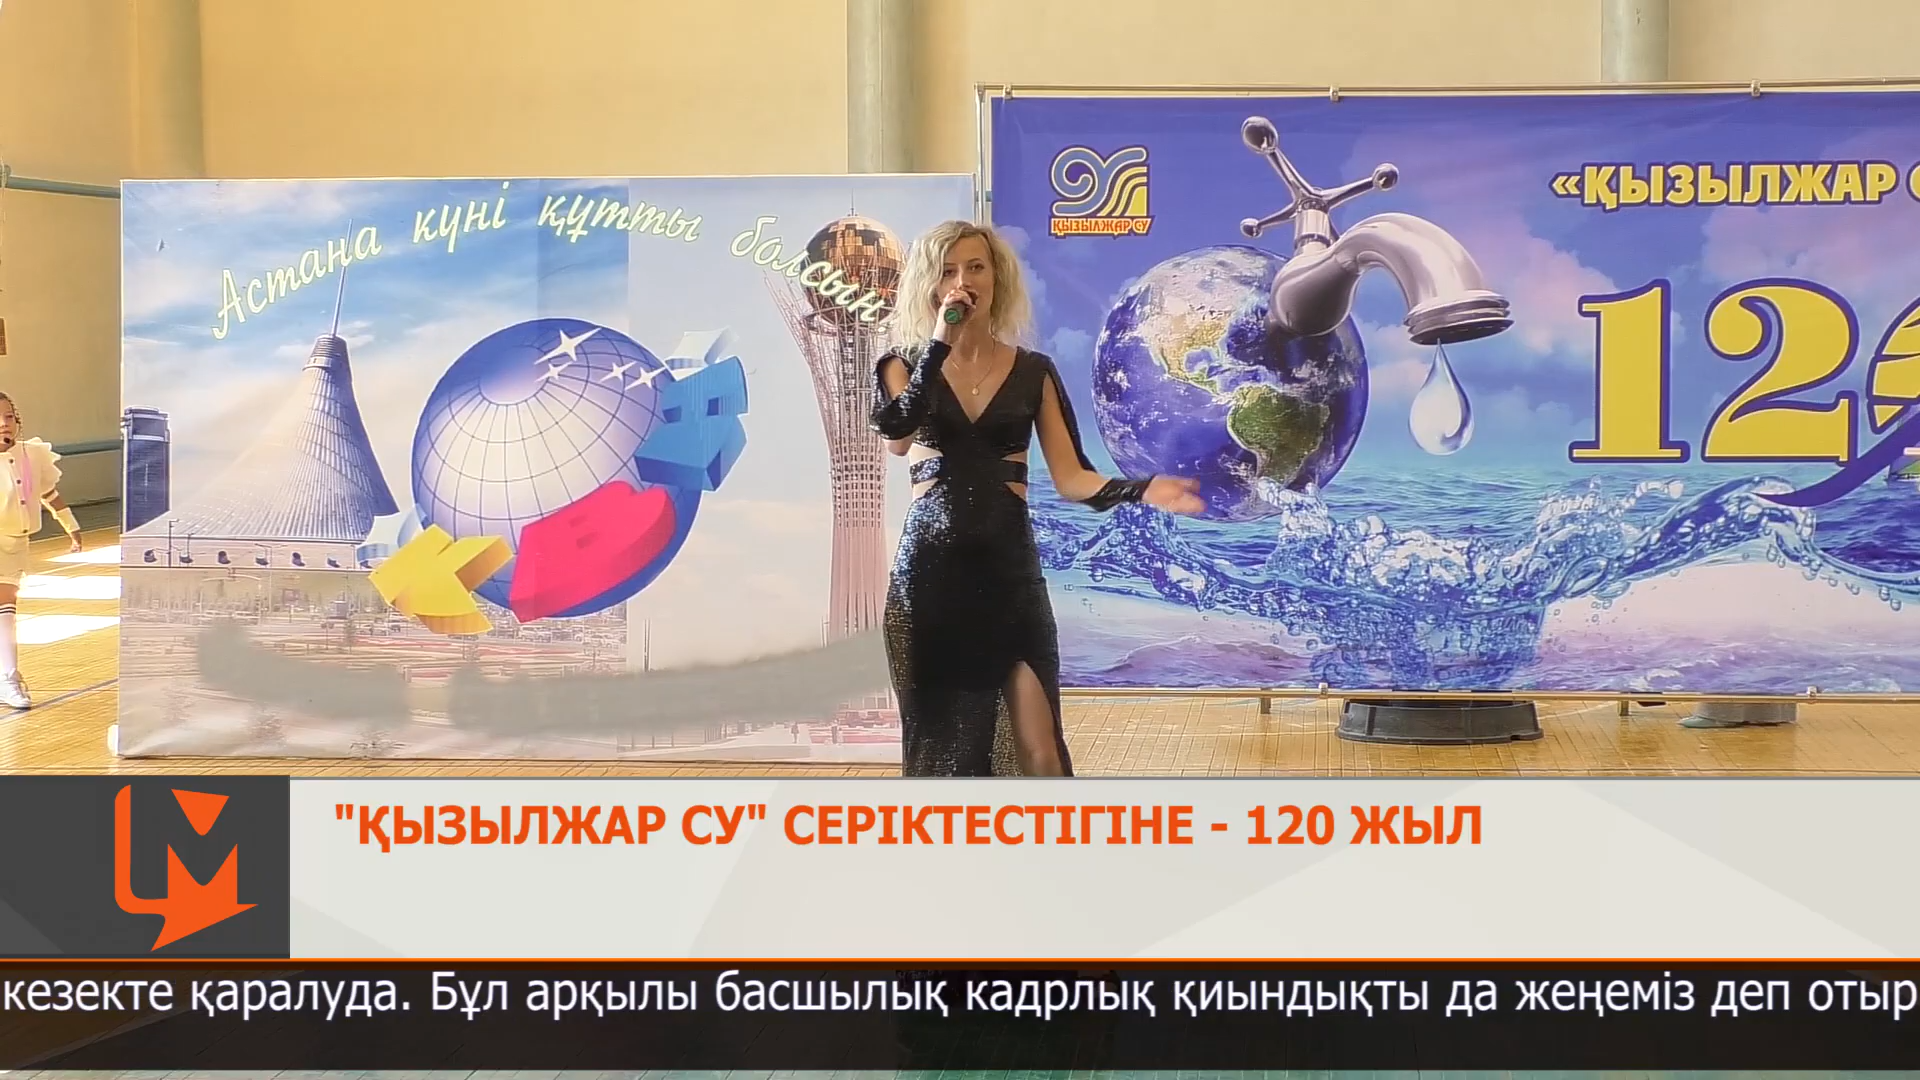 Астана күні құтты болсын!
КВН
ҚЫЗЫЛЖАР СУ
«ҚЫЗЫЛЖАР
12
"ҚЫЗЫЛЖАР СУ" СЕРІКТЕСТІГІНЕ - 120 ЖЫЛ
кезекте қаралуда. Бұл арқылы басшылық кадрлық қиындықты да жеңеміз деп отыр